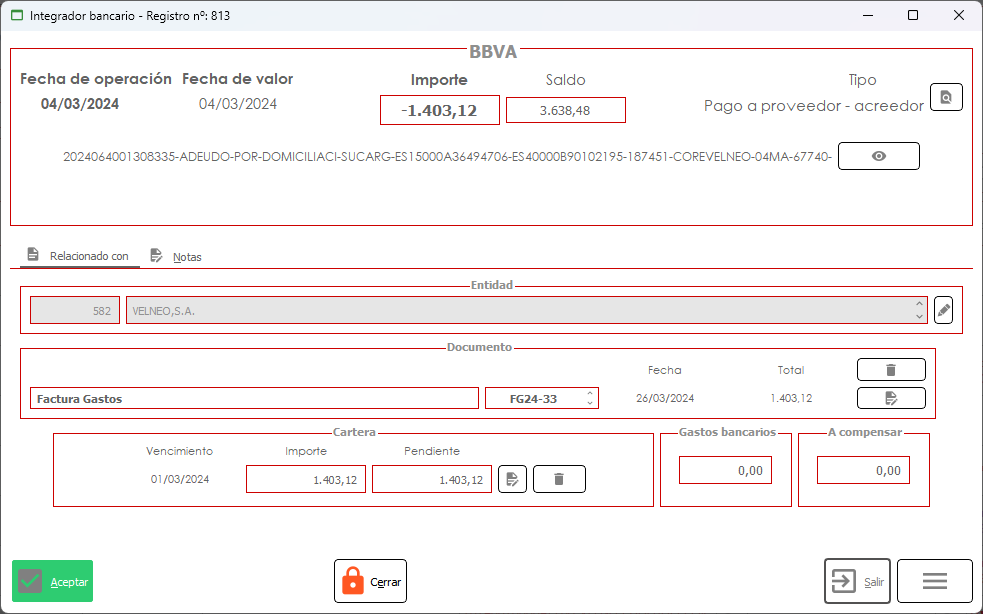 Integrador bancario - Registro nº: 813
BBVA
Fecha de operación Fecha de valor Importe Saldo Tipo
04/03/2024 04/03/2024 -1.403,12 3.638,48 Pago a proveedor - acreedor
2024064001308335-ADEUDO-POR-DOMICILIACI-SUCARG-ES15000A36494706-ES40000B90102195-187451-COREVELNEO-04MA-67740-
Relacionado con Notas
Entidad
582 VELNEO,S.A.
Documento
Fecha Total
Factura Gastos FG24-33 26/03/2024 1.403,12
Cartera Gastos bancarios A compensar
Vencimiento Importe Pendiente
01/03/2024 1.403,12 1.403,12 0,00 0,00
Aceptar Cerrar Salir